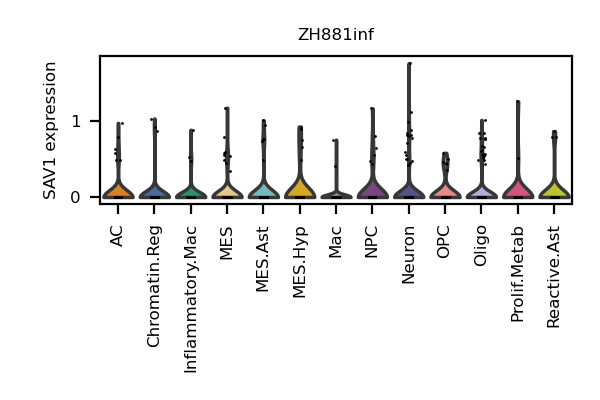 ZH881inf
SAV1 expression
1
0
AC
Chromatin.Reg
Inflammatory.Mac
MES
MES.Ast
MES.Hyp
Mac
NPC
Neuron
OPC
Oligo
Prolif.Metab
Reactive.Ast